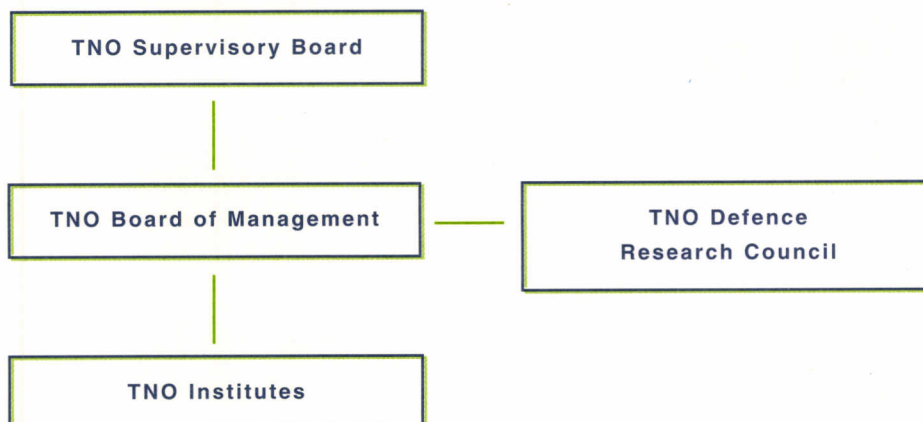 TNO Supervisory Board
TNO Board of Management
TNO Defence
Research Council
TNO Institutes